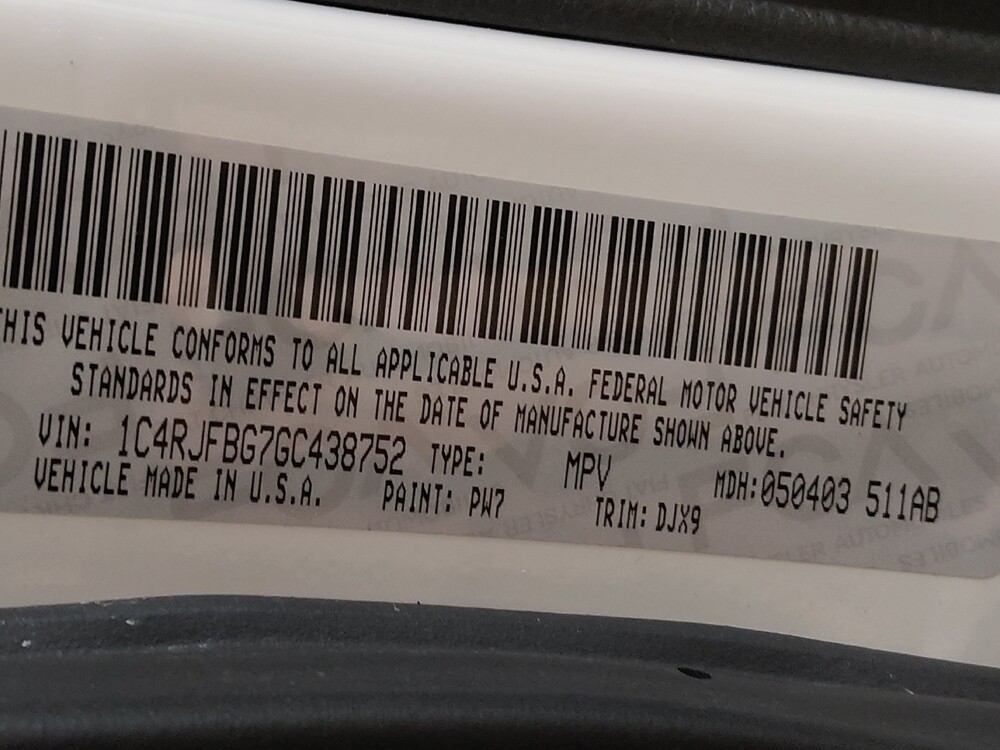 THIS VEHICLE CONFORMS TO ALL APPLICABLE U.S.A. FEDERAL MOTOR VEHICLE SAFETY
STANDARDS IN EFFECT ON THE DATE OF MANUFACTURE SHOWN ABOVE.
VIN: 1C4RJFBG7GC438752 TYPE: MPV MDH:050403 511AB
VEHICLE MADE IN U.S.A. PAINT: PW7 TRIM: DJX9